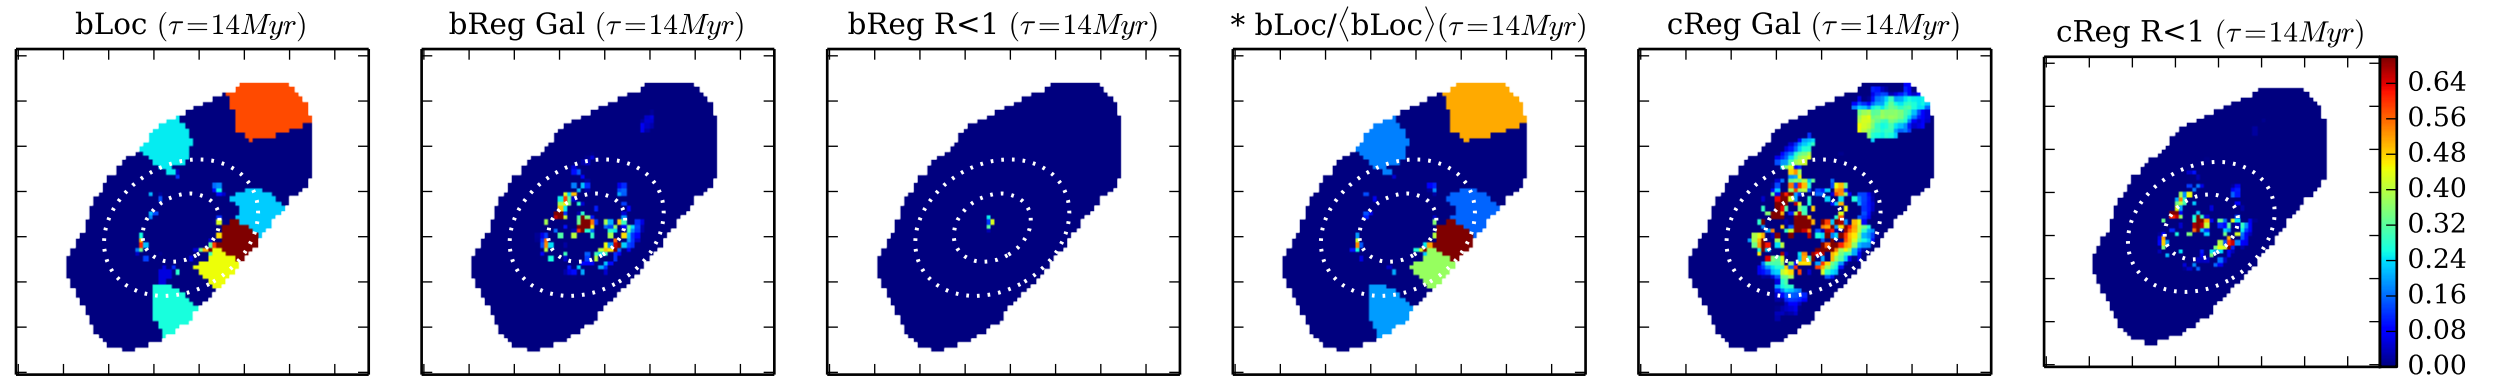 bLoc (τ=14Myr)
bReg Gal (τ=14Myr)
bReg R<1 (τ=14Myr)
* bLoc/⟨bLoc⟩(τ=14Myr)
cReg Gal (τ=14Myr)
cReg R<1 (τ=14Myr)
0.64
0.56
0.48
0.40
0.32
0.24
0.16
0.08
0.00